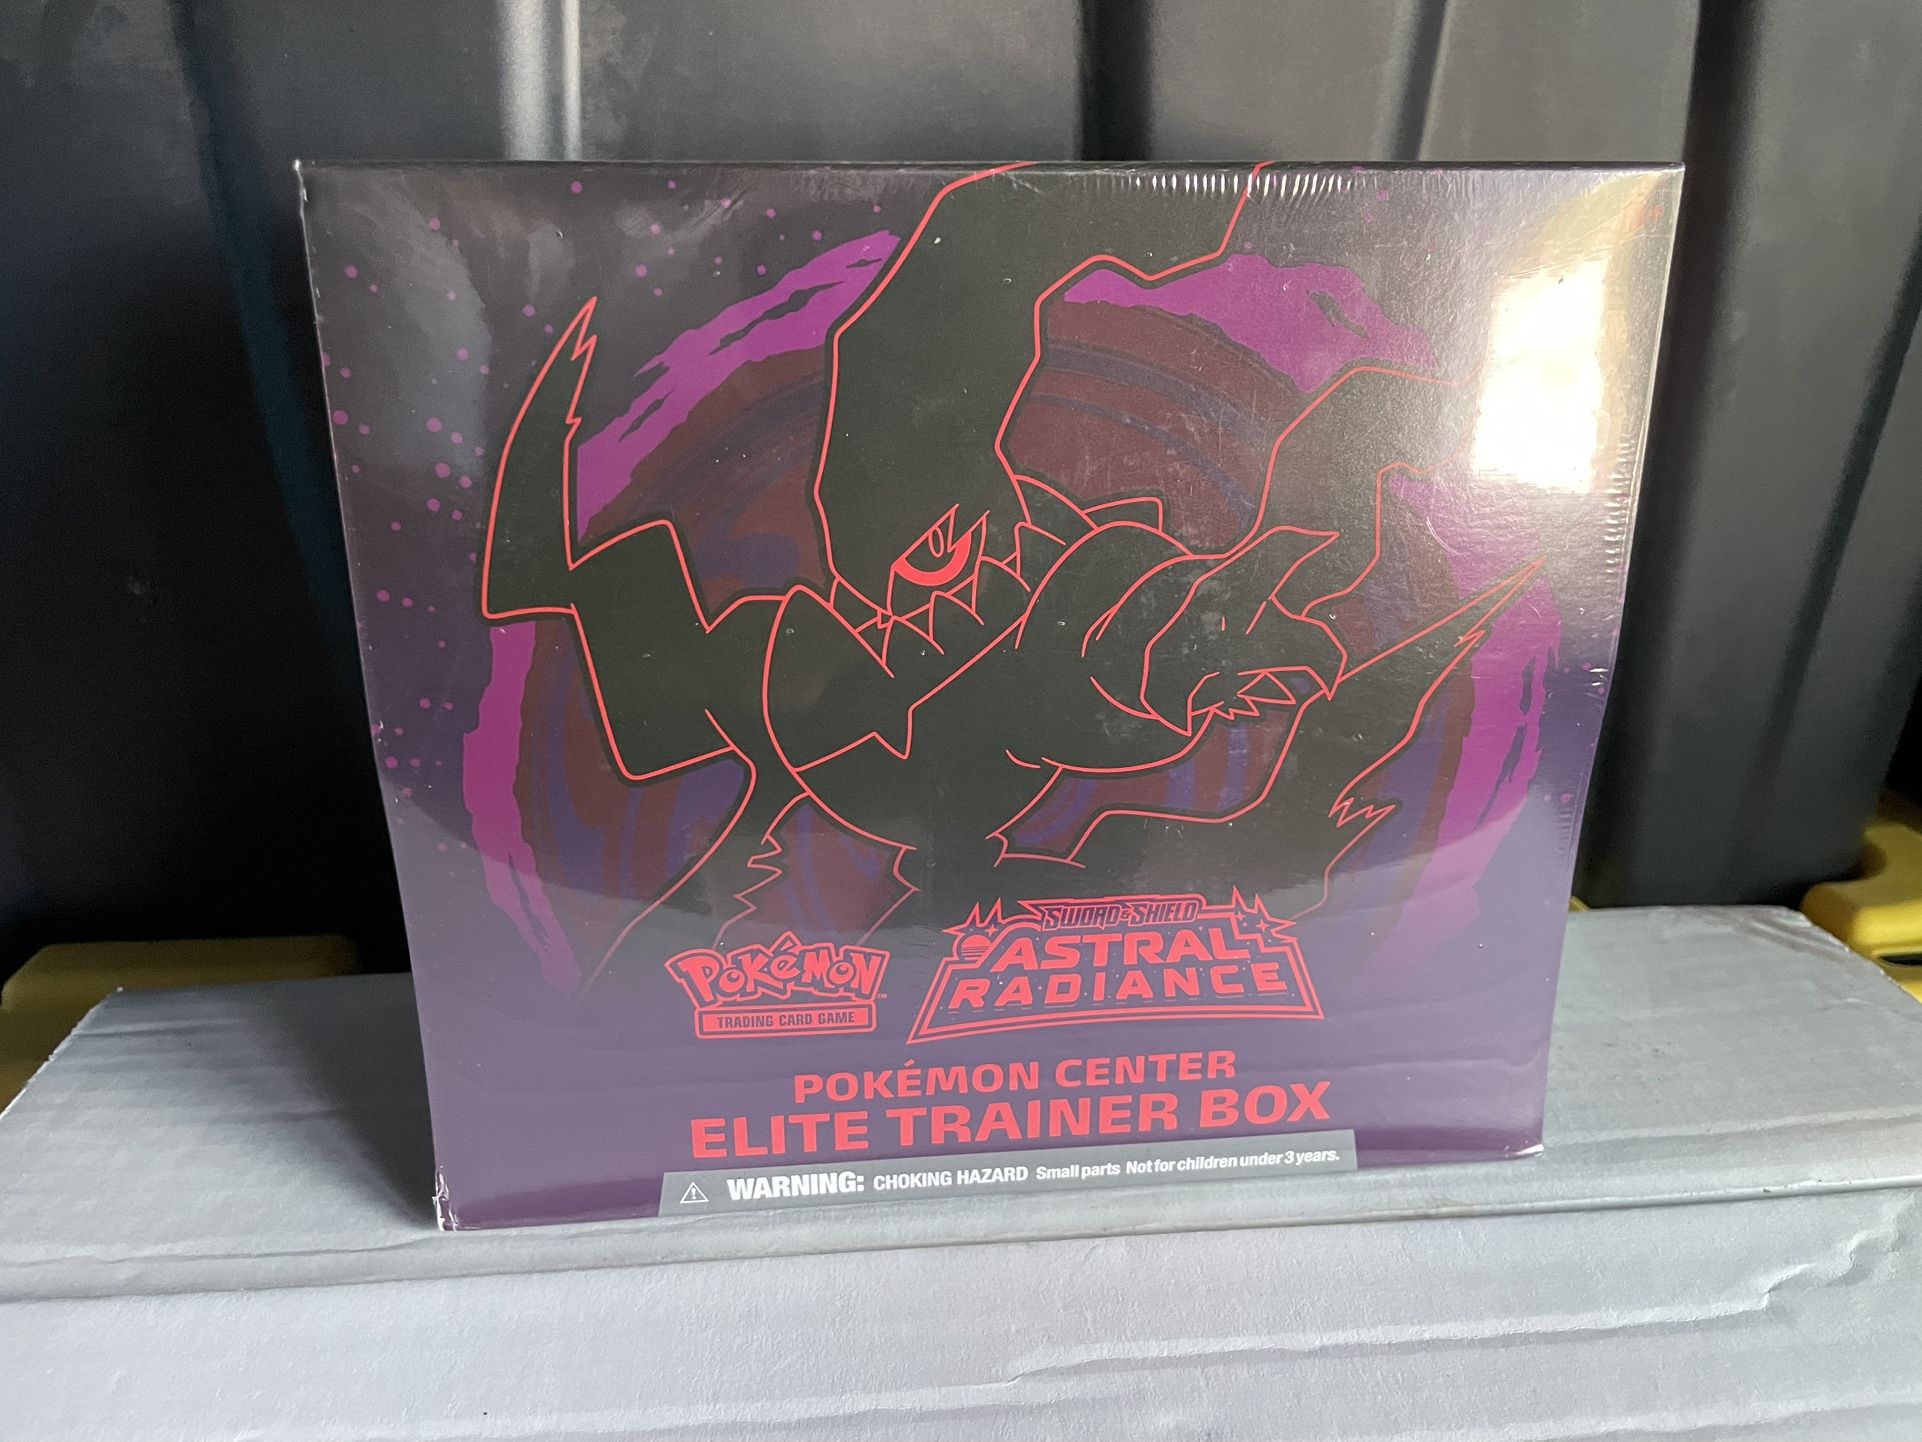 SWORD & SHIELD
ASTRAL
RADIANCE
POKéMON
TM
TRADING CARD GAME
POKÉMON CENTER
ELITE TRAINER BOX
WARNING: CHOKING HAZARD Small parts Not for children under 3 years.